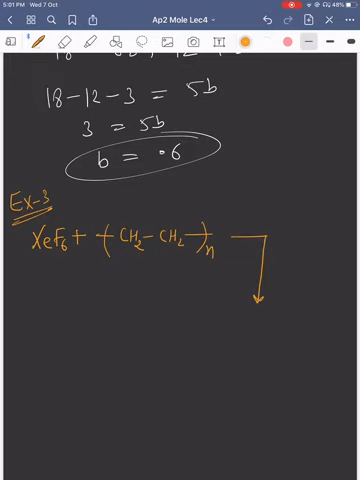 5:01 PM Wed 7 Oct
48%
Ap2 Mole Lec4
18 - 12 - 3 = 5b
3 = 5b
b = .6
Ex-3
XeF6 + -( CH2 - CH2 )-n